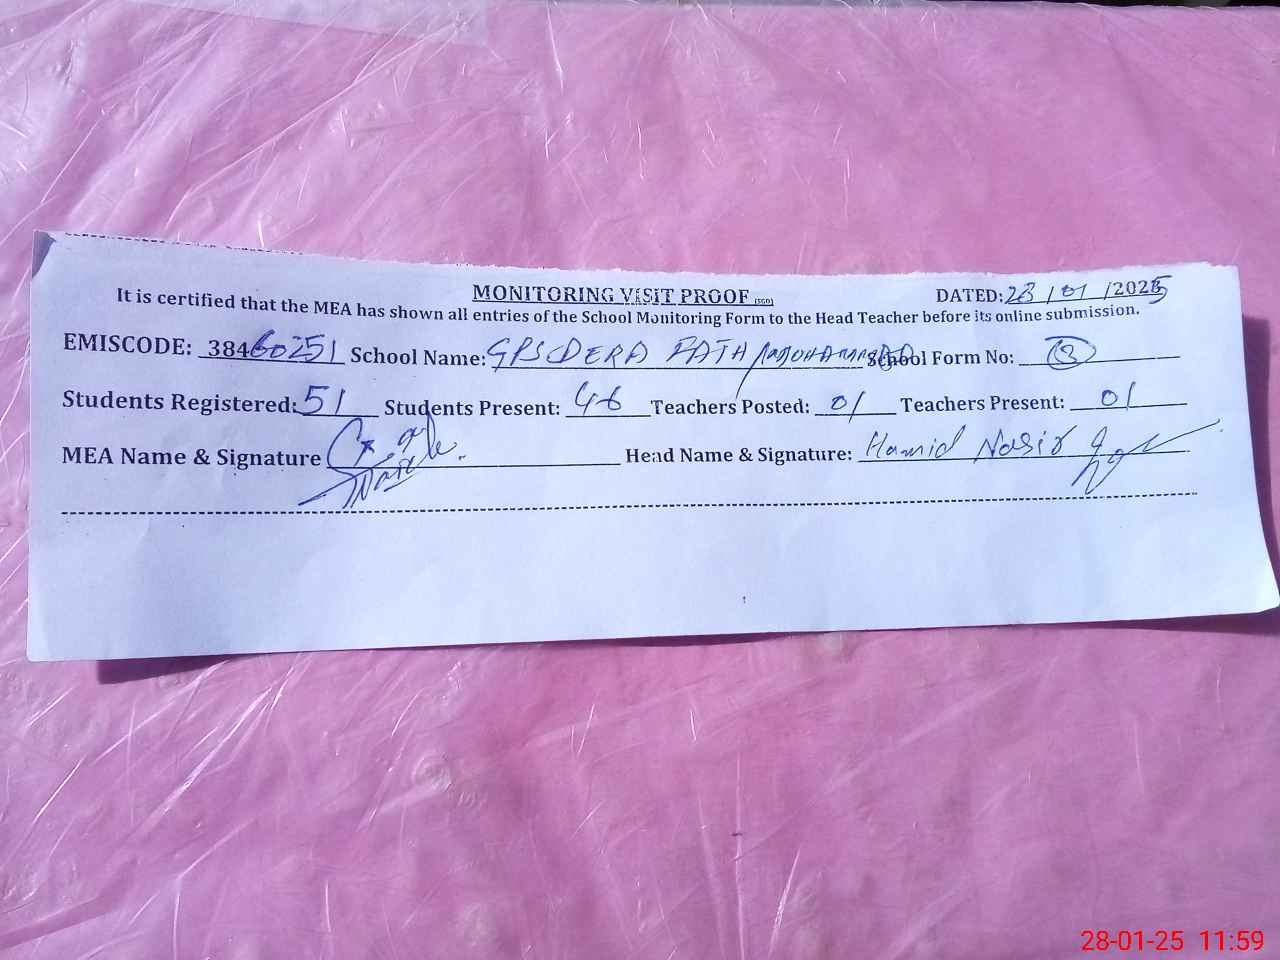 MONITORING VISIT PROOF (SGO) DATED: 28/01/2025
It is certified that the MEA has shown all entries of the School Monitoring Form to the Head Teacher before its online submission.
EMISCODE: 38460251 School Name: GPS DERA FATH MOHAMMAD School Form No:
Students Registered: 51 Students Present: 46 Teachers Posted: 01 Teachers Present: 01
MEA Name & Signature Head Name & Signature: Hamid Nasir
28-01-25 11:59